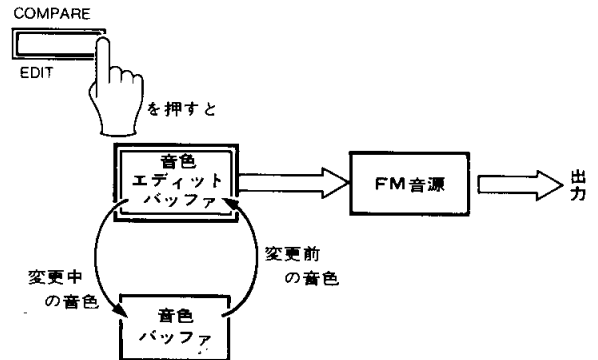 COMPARE
EDIT
を押すと
音色
エディット
バッファ
FM音源
出
力
変更中
の音色
変更前
の音色
音色
バッファ